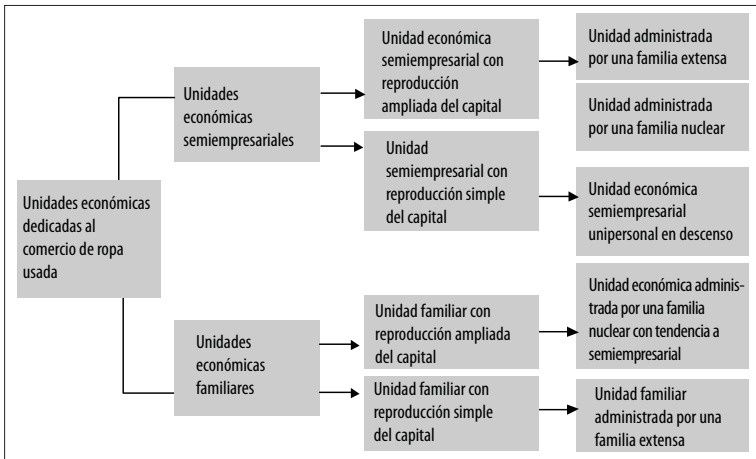 Unidades económicas
dedicadas al
comercio de ropa
usada
Unidades
económicas
semiempresariales
Unidad económica
semiempresarial con
reproducción
ampliada del capital
Unidad administrada
por una familia extensa
Unidad administrada
por una familia nuclear
Unidad
semiempresarial con
reproducción simple
del capital
Unidad económica
semiempresarial
unipersonal en descenso
Unidades
económicas
familiares
Unidad familiar con
reproducción ampliada
del capital
Unidad económica adminis-
trada por una familia
nuclear con tendencia a
semiempresarial
Unidad familiar con
reproducción simple
del capital
Unidad familiar
administrada por una
familia extensa